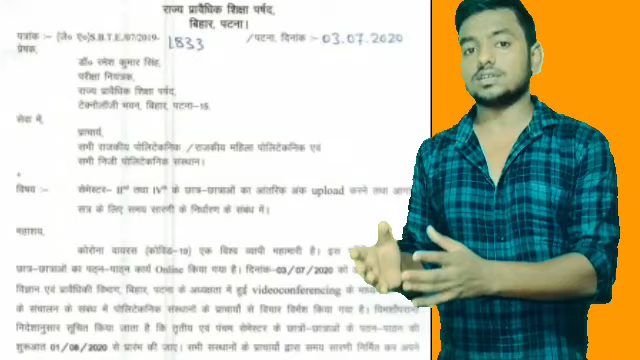 राज्य प्रावैधिक शिक्षा पर्षद,
बिहार, पटना।
पत्रांक :- (जे० ए०) S.B.T.E./87/2019- 1833 /पटना, दिनांक :- 03.07.2020
प्रेषक,
डॉ० रमेश कुमार सिंह,
परीक्षा नियंत्रक,
राज्य प्रावैधिक शिक्षा पर्षद,
टेक्नोलॉजी भवन, बिहार, पटना-15.
सेवा में,
प्राचार्य,
सभी राजकीय पोलिटेकनिक /राजकीय महिला पोलिटेकनिक एवं
सभी निजी पोलिटेकनिक संस्थान।
विषय :- सेमेस्टर- IInd तथा IVth के छात्र-छात्राओं का आंतरिक अंक upload करने तथा
सत्र के लिए समय सारणी के निर्धारण के संबंध में।
महाशय,
कोरोना वायरस (कोविड-19) एक विश्व व्यापी महामारी है। इस
छात्र-छात्राओं का पठन-पाठन कार्य Online किया गया है। दिनांक-03/07/2020 को
विज्ञान एवं प्रावैधिकी विभाग, बिहार, पटना के अध्यक्षता में हुई videoconferencing के
के संचालन के संबंध में पोलिटेकनिक संस्थानों के प्राचार्यो से विचार विमर्श किया गया है।
निदेशानुसार सूचित किया जाता है कि तृतीय एवं पंचम सेमेस्टर के छात्रों-छात्राओं के पठन-पाठन की
शुरूआत 01/08/2020 से प्रारंभ की जाए। सभी संस्थानों के प्राचार्यो द्वारा समय सारणी निर्मित कर अपने